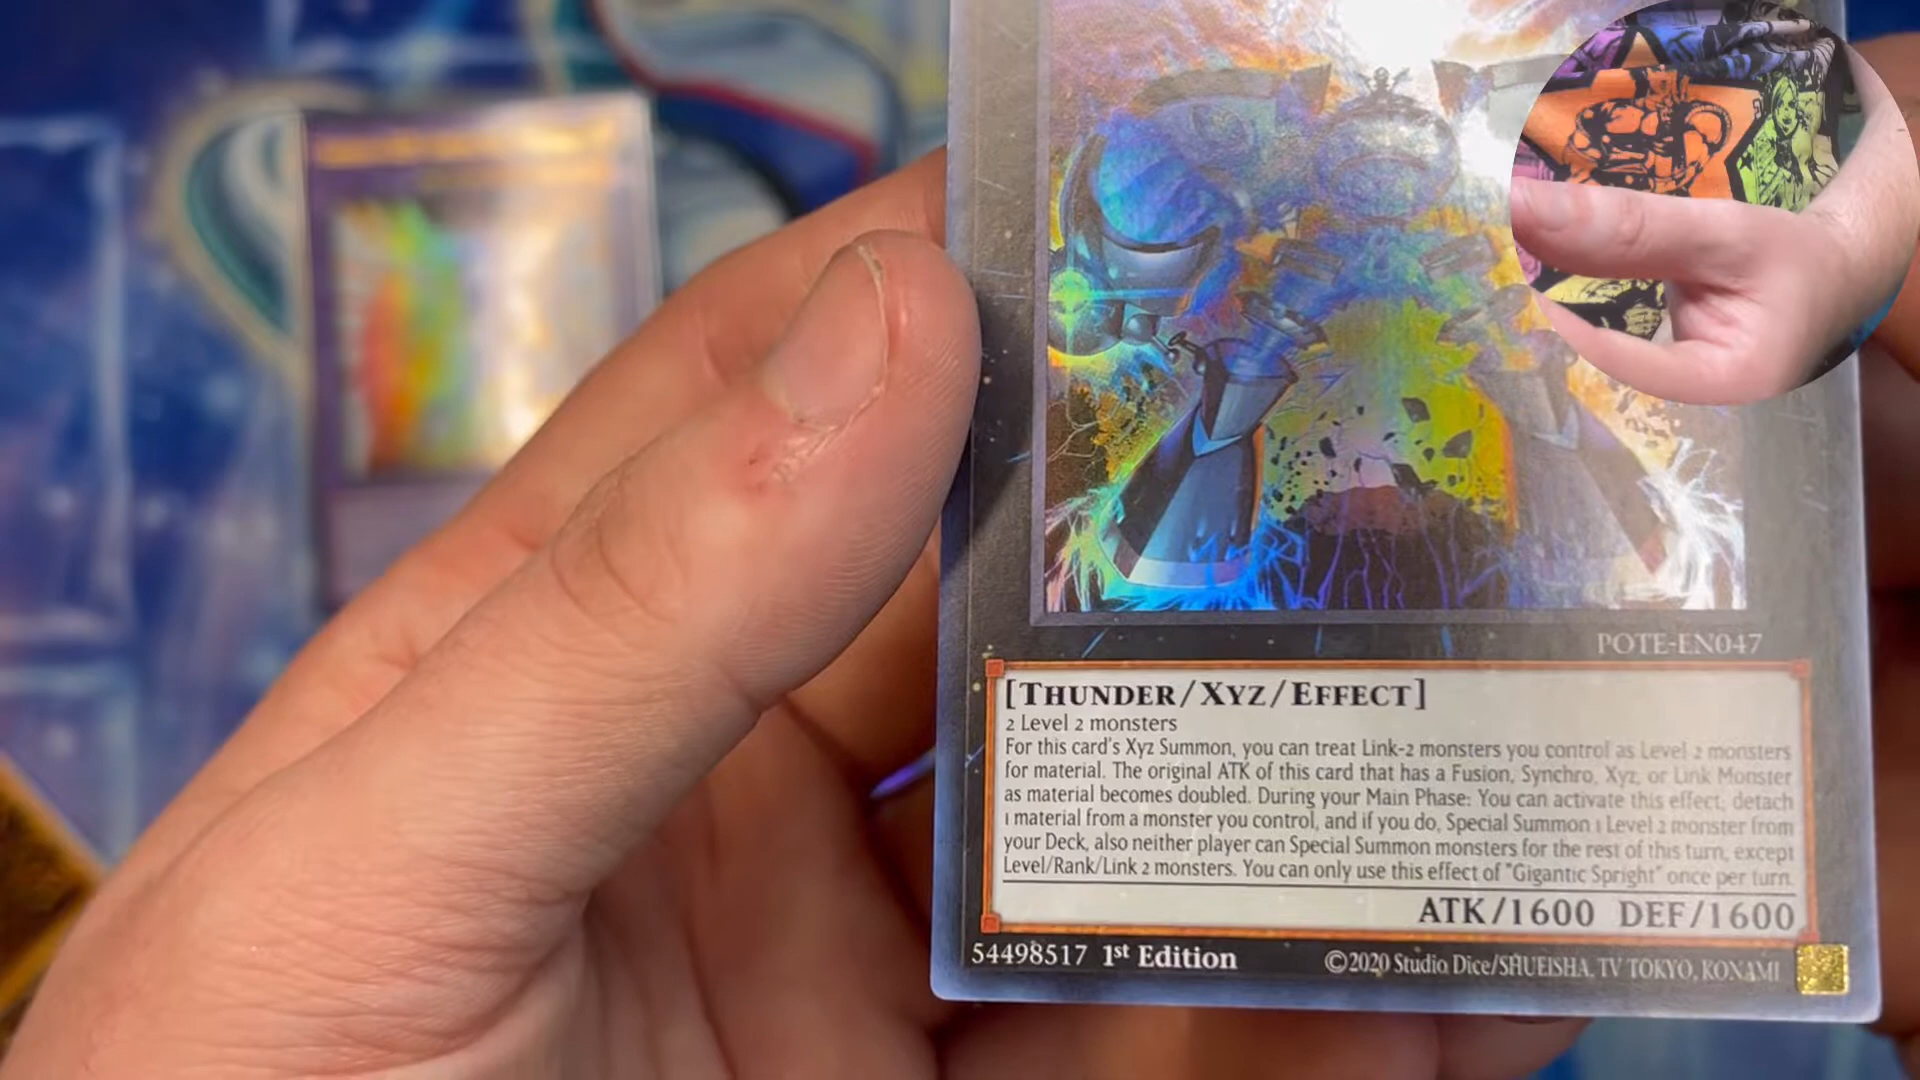 POTE-EN047
[THUNDER/XYZ/EFFECT]
2 Level 2 monsters
For this card's Xyz Summon, you can treat Link-2 monsters you control as Level 2 monsters
for material. The original ATK of this card that has a Fusion, Synchro, Xyz, or Link Monster
as material becomes doubled. During your Main Phase: You can activate this effect; detach
1 material from a monster you control, and if you do, Special Summon 1 Level 2 monster from
your Deck, also neither player can Special Summon monsters for the rest of this turn, except
Level/Rank/Link 2 monsters. You can only use this effect of "Gigantic Spright" once per turn.
ATK/1600 DEF/1600
54498517 1st Edition
©2020 Studio Dice/SHUEISHA, TV TOKYO, KONAMI